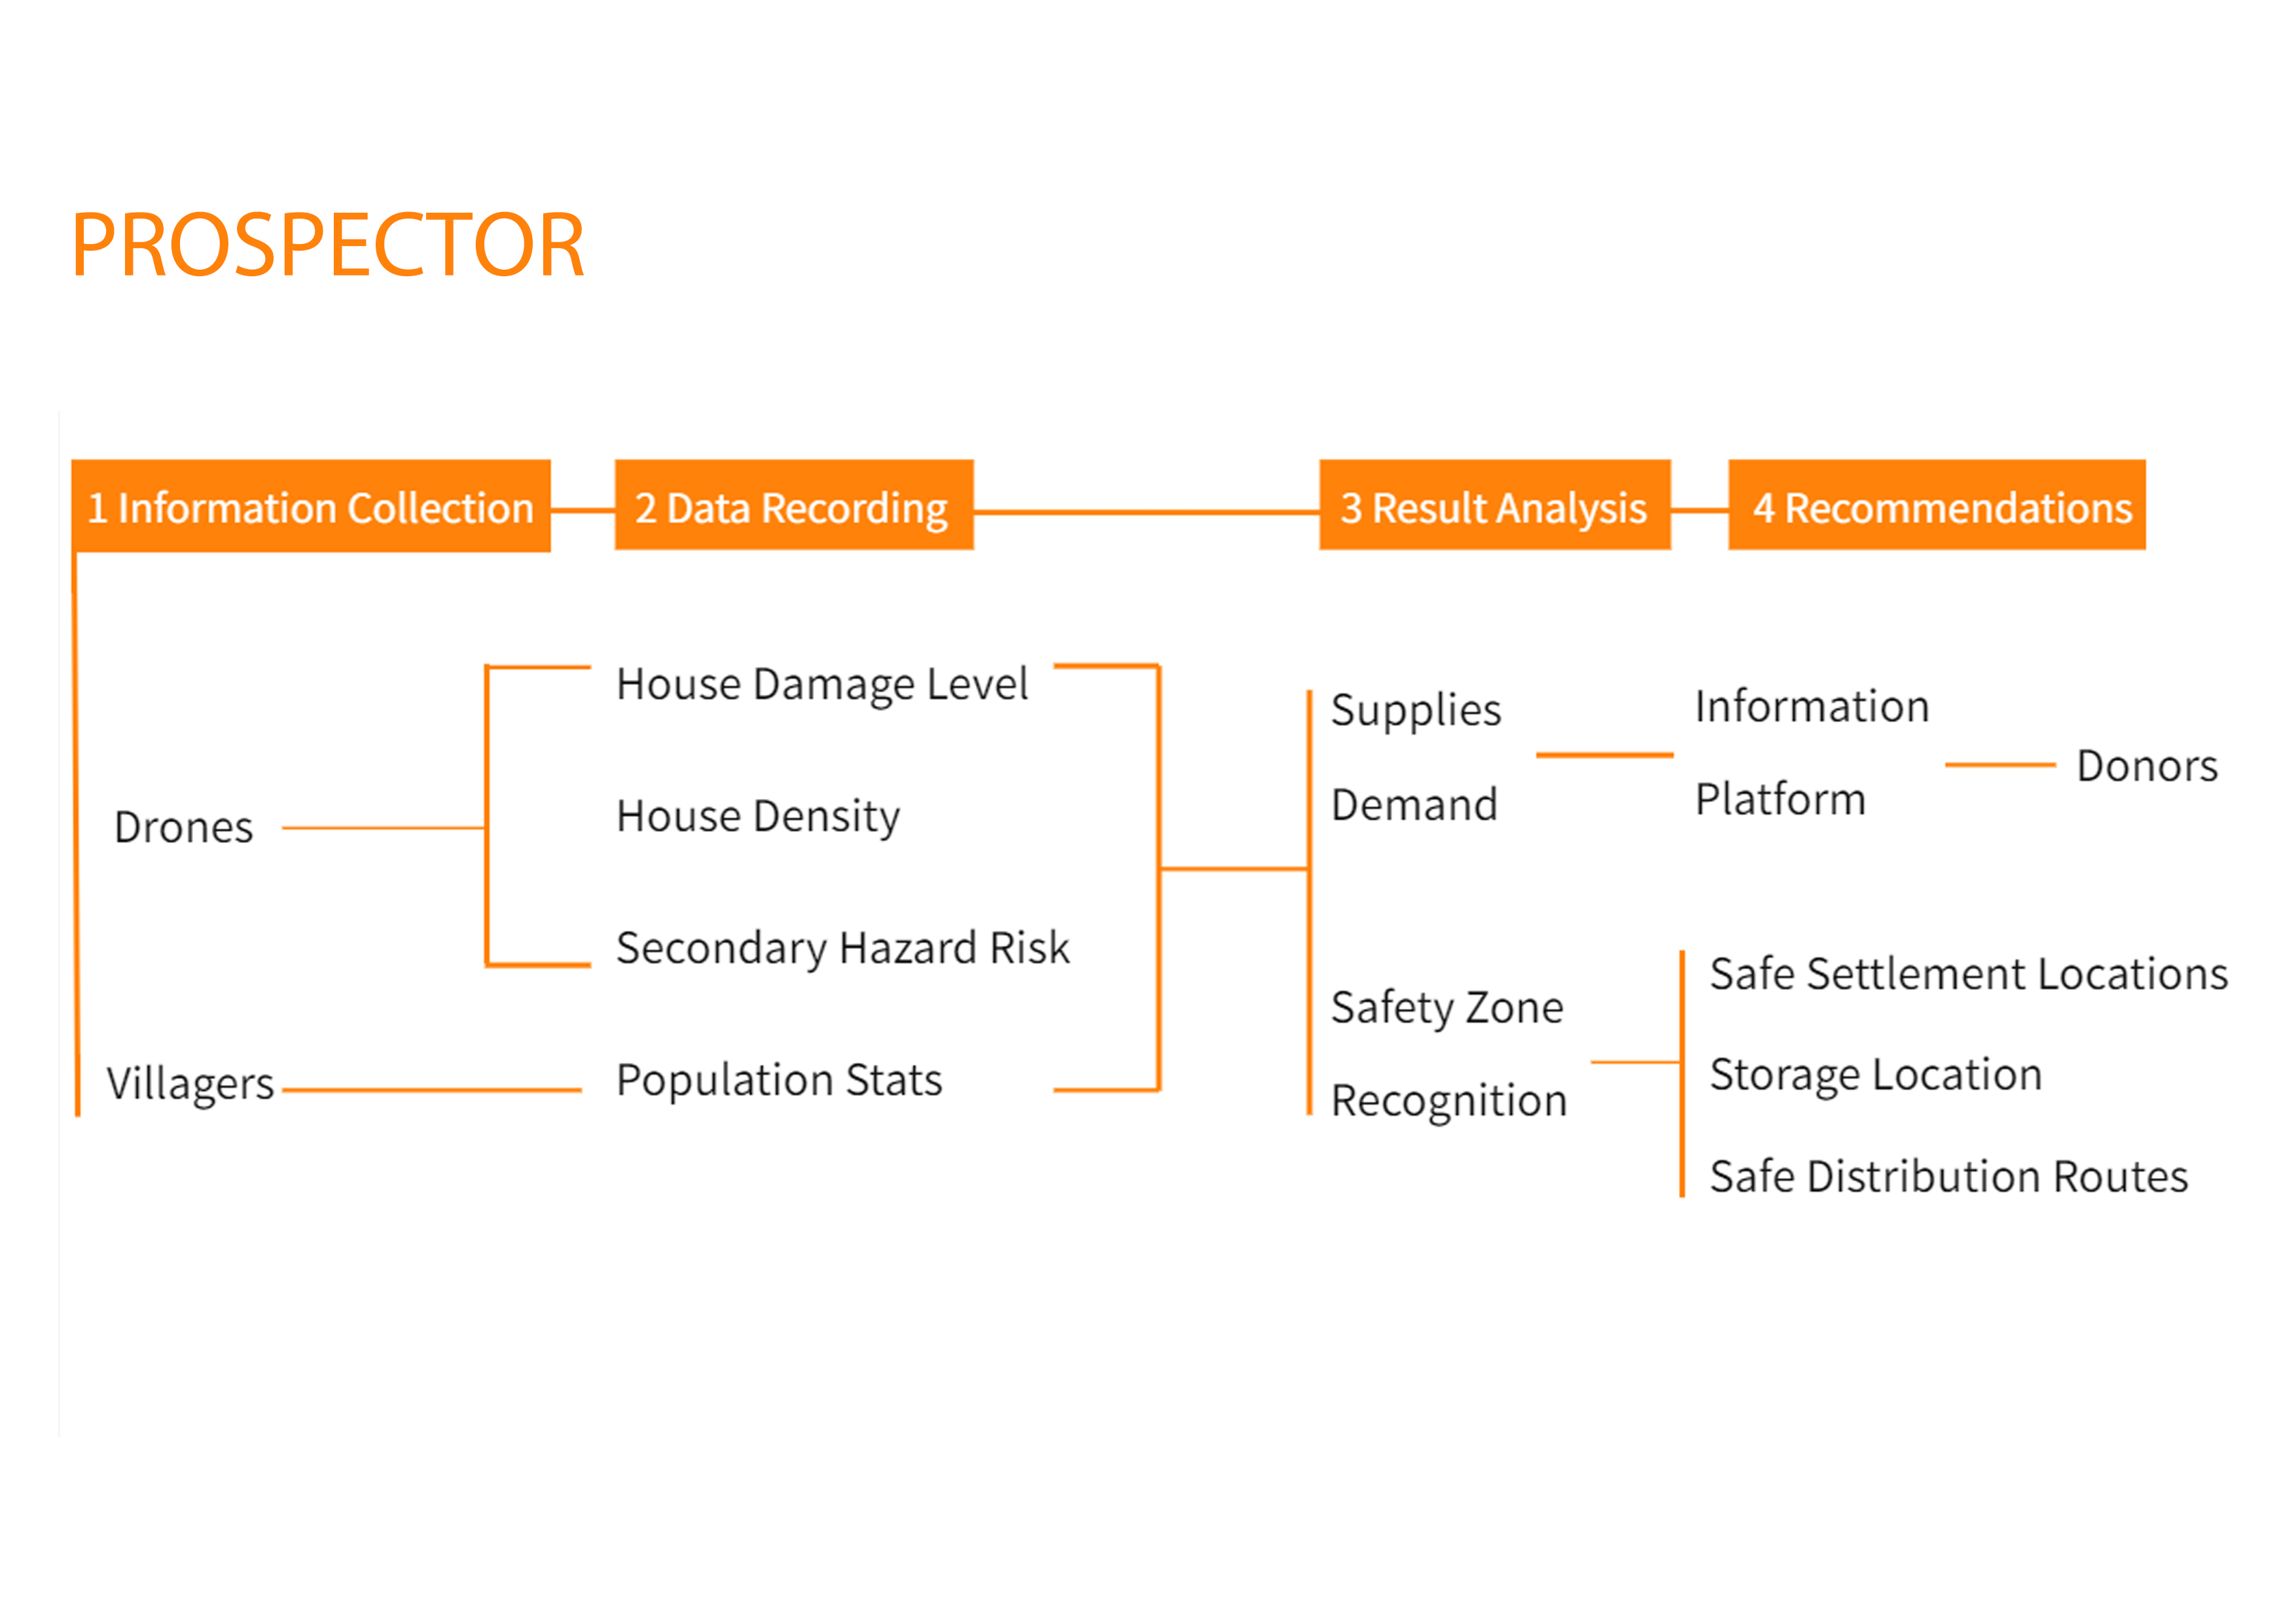 PROSPECTOR
1 Information Collection
2 Data Recording
3 Result Analysis
4 Recommendations
Drones
Villagers
House Damage Level
House Density
Secondary Hazard Risk
Population Stats
Supplies
Demand
Safety Zone
Recognition
Information
Platform
Donors
Safe Settlement Locations
Storage Location
Safe Distribution Routes